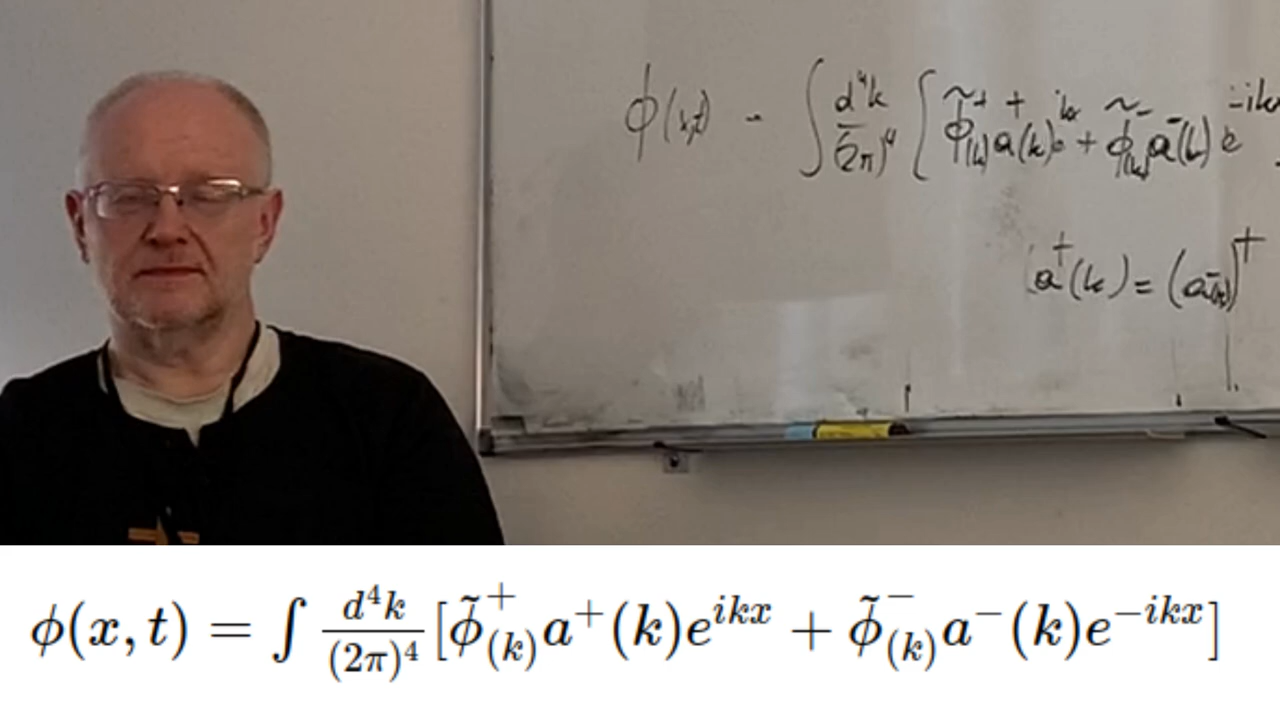 ϕ(x,t) - ∫ d⁴k/(2π)⁴ [ ϕ̃⁺(k) a⁺(k) e^ikx + ϕ̃⁻(k) a⁻(k) e^-ikx
a⁺(k) = (a⁻(k))⁺
ϕ(x, t) = ∫ d⁴k/(2π)⁴ [ϕ̃⁺(k) a⁺(k)e^ikx + ϕ̃⁻(k) a⁻(k)e^−ikx]